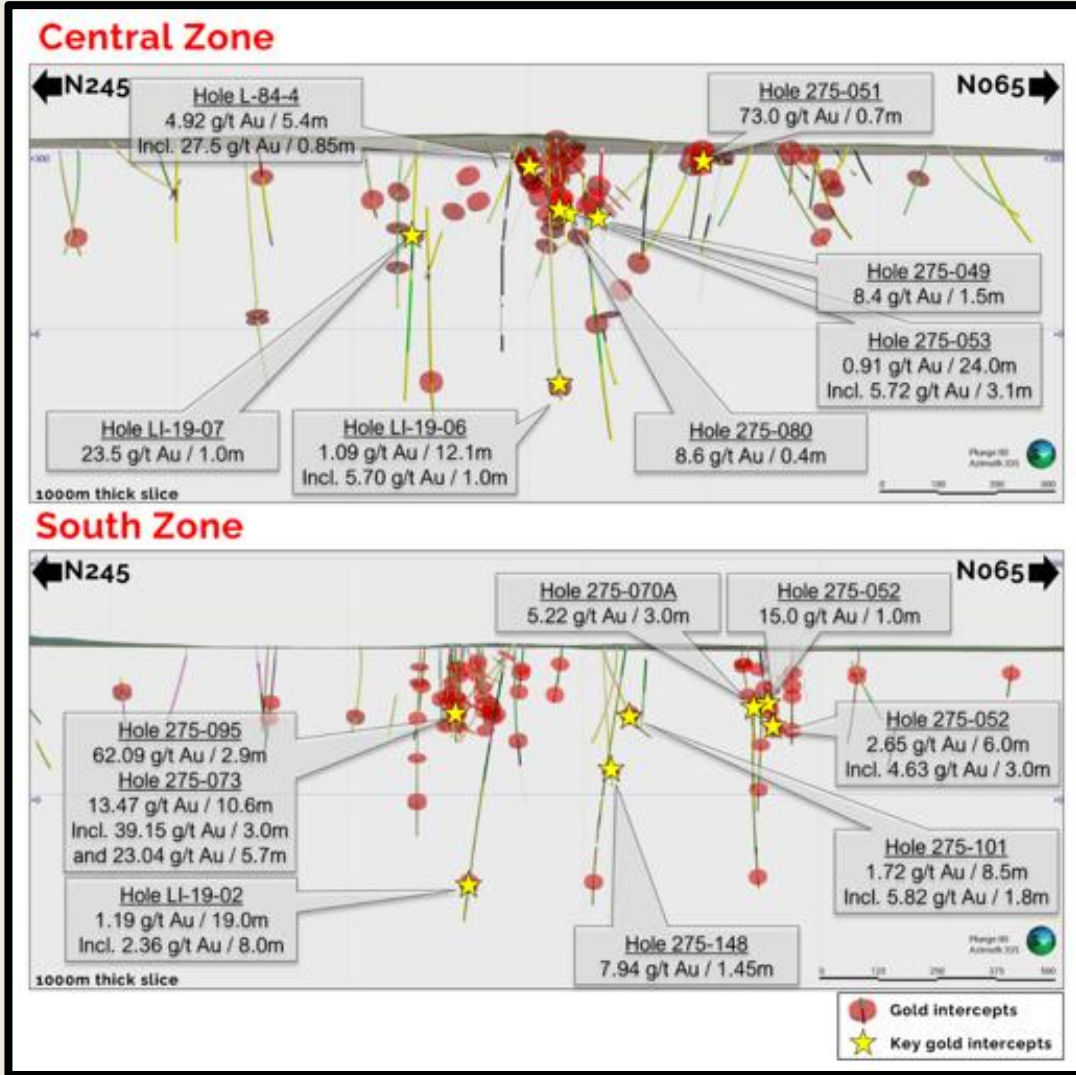 Central Zone
N245
N065
Hole L-84-4
4.92 g/t Au / 5.4m
Incl. 27.5 g/t Au / 0.85m
Hole 275-051
73.0 g/t Au / 0.7m
Hole 275-049
8.4 g/t Au / 1.5m
Hole 275-053
0.91 g/t Au / 24.0m
Incl. 5.72 g/t Au / 3.1m
Hole LI-19-07
23.5 g/t Au / 1.0m
Hole LI-19-06
1.09 g/t Au / 12.1m
Incl. 5.70 g/t Au / 1.0m
Hole 275-080
8.6 g/t Au / 0.4m
1000m thick slice
South Zone
N245
N065
Hole 275-070A
5.22 g/t Au / 3.0m
Hole 275-052
15.0 g/t Au / 1.0m
Hole 275-095
62.09 g/t Au / 2.9m
Hole 275-073
13.47 g/t Au / 10.6m
Incl. 39.15 g/t Au / 3.0m
and 23.04 g/t Au / 5.7m
Hole 275-052
2.65 g/t Au / 6.0m
Incl. 4.63 g/t Au / 3.0m
Hole LI-19-02
1.19 g/t Au / 19.0m
Incl. 2.36 g/t Au / 8.0m
Hole 275-101
1.72 g/t Au / 8.5m
Incl. 5.82 g/t Au / 1.8m
Hole 275-148
7.94 g/t Au / 1.45m
1000m thick slice
Gold intercepts
Key gold intercepts